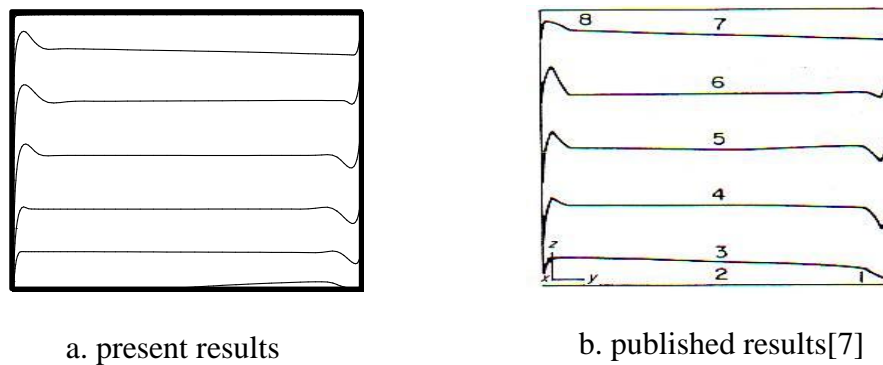 8
7
6
5
4
3
z
2
1
x
y
a. present results
b. published results[7]